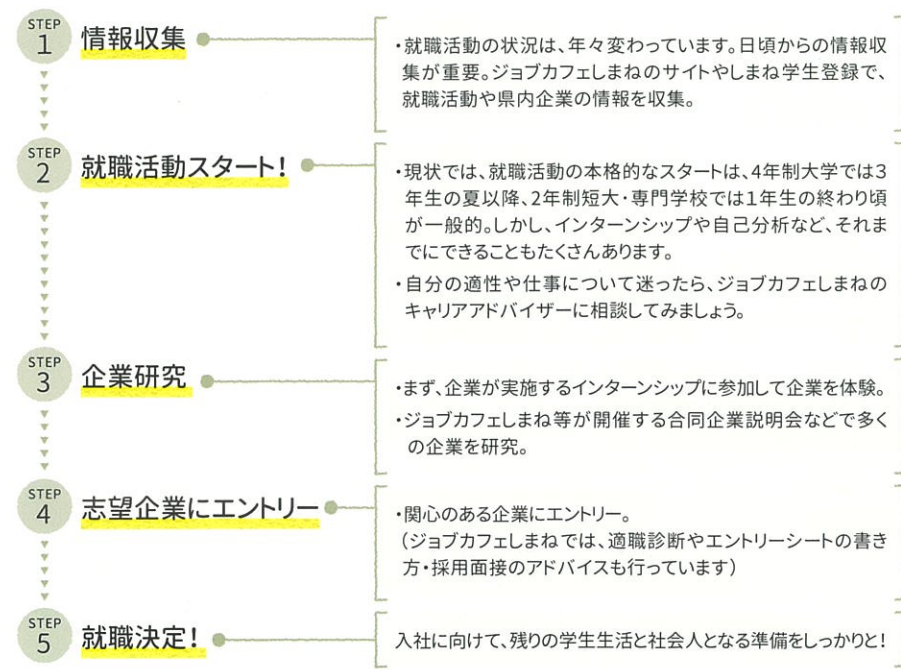 STEP
1
情報収集
・就職活動の状況は、年々変わっています。日頃からの情報収
集が重要。ジョブカフェしまねのサイトやしまね学生登録で、
就職活動や県内企業の情報を収集。
STEP
2
就職活動スタート!
・現状では、就職活動の本格的なスタートは、4年制大学では3
年生の夏以降、2年制短大・専門学校では1年生の終わり頃
が一般的。しかし、インターンシップや自己分析など、それま
でにできることもたくさんあります。
・自分の適性や仕事について迷ったら、ジョブカフェしまねの
キャリアアドバイザーに相談してみましょう。
STEP
3
企業研究
・まず、企業が実施するインターンシップに参加して企業を体験。
・ジョブカフェしまね等が開催する合同企業説明会などで多く
の企業を研究。
STEP
4
志望企業にエントリー
・関心のある企業にエントリー。
(ジョブカフェしまねでは、適職診断やエントリーシートの書き
方・採用面接のアドバイスも行っています)
STEP
5
就職決定!
入社に向けて、残りの学生生活と社会人となる準備をしっかりと!